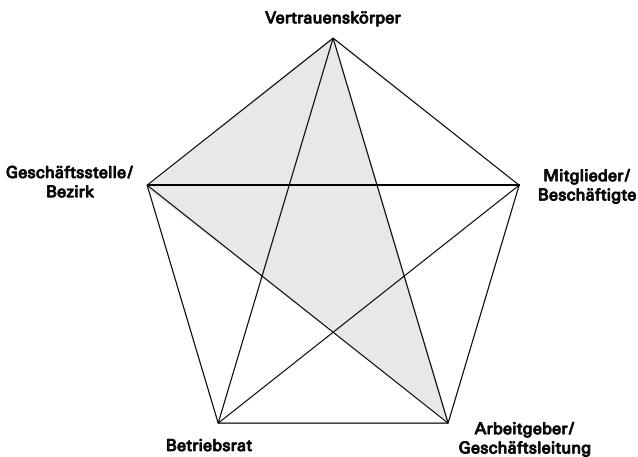 Vertrauenskörper
Geschäftsstelle/
Bezirk
Mitglieder/
Beschäftigte
Betriebsrat
Arbeitgeber/
Geschäftsleitung